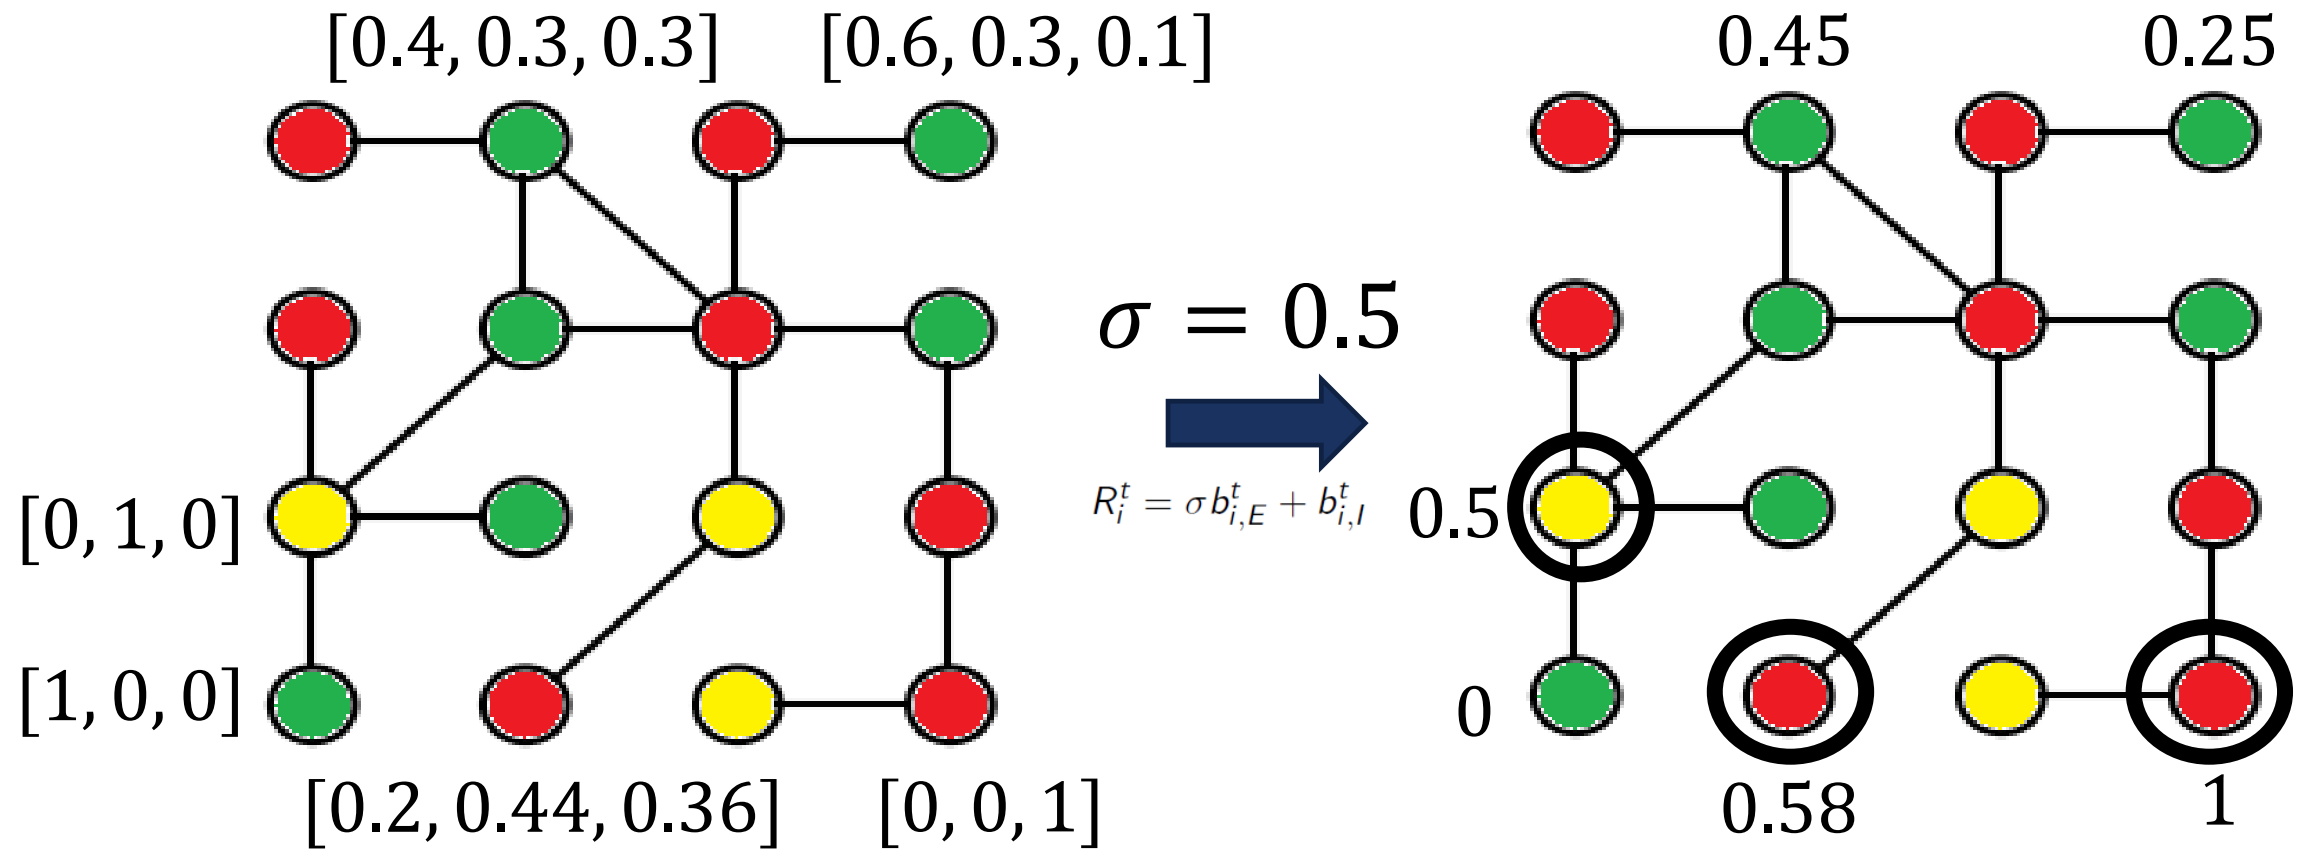 [0.4, 0.3, 0.3]
[0.6, 0.3, 0.1]
[0, 1, 0]
[1, 0, 0]
[0.2, 0.44, 0.36]
[0, 0, 1]
σ = 0.5
R_i^t = σ b_{i,E}^t + b_{i,I}^t
0.45
0.25
0.5
0
0.58
1